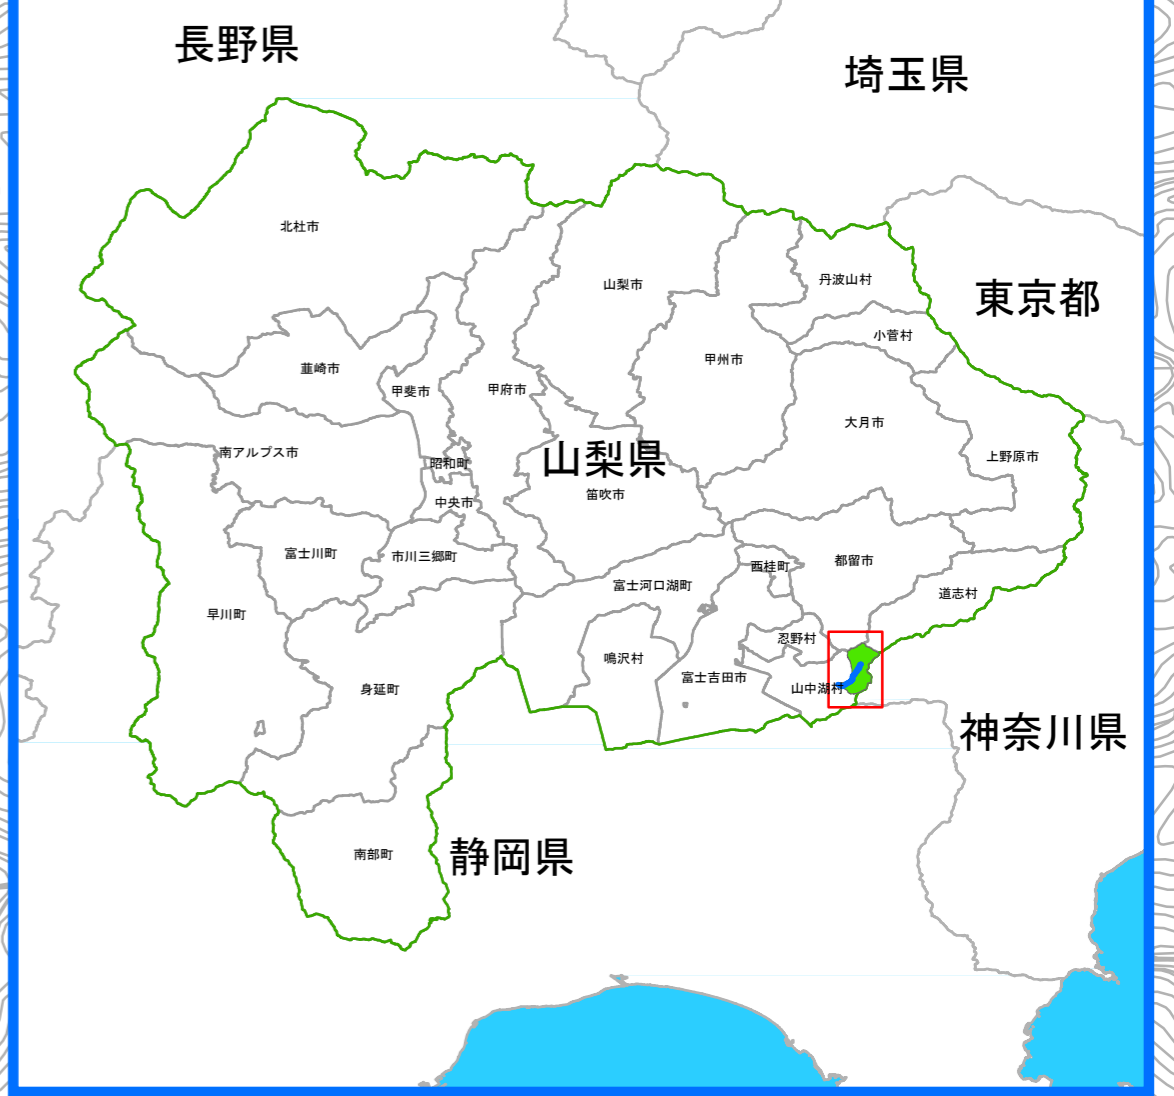 長野県
埼玉県
北杜市
丹波山村
山梨市
東京都
小菅村
甲州市
韮崎市
甲斐市
甲府市
大月市
南アルプス市
山梨県
上野原市
昭和町
笛吹市
中央市
富士川町
市川三郷町
西桂町
都留市
富士河口湖町
道志村
早川町
忍野村
鳴沢村
富士吉田市
身延町
山中湖村
神奈川県
南部町
静岡県